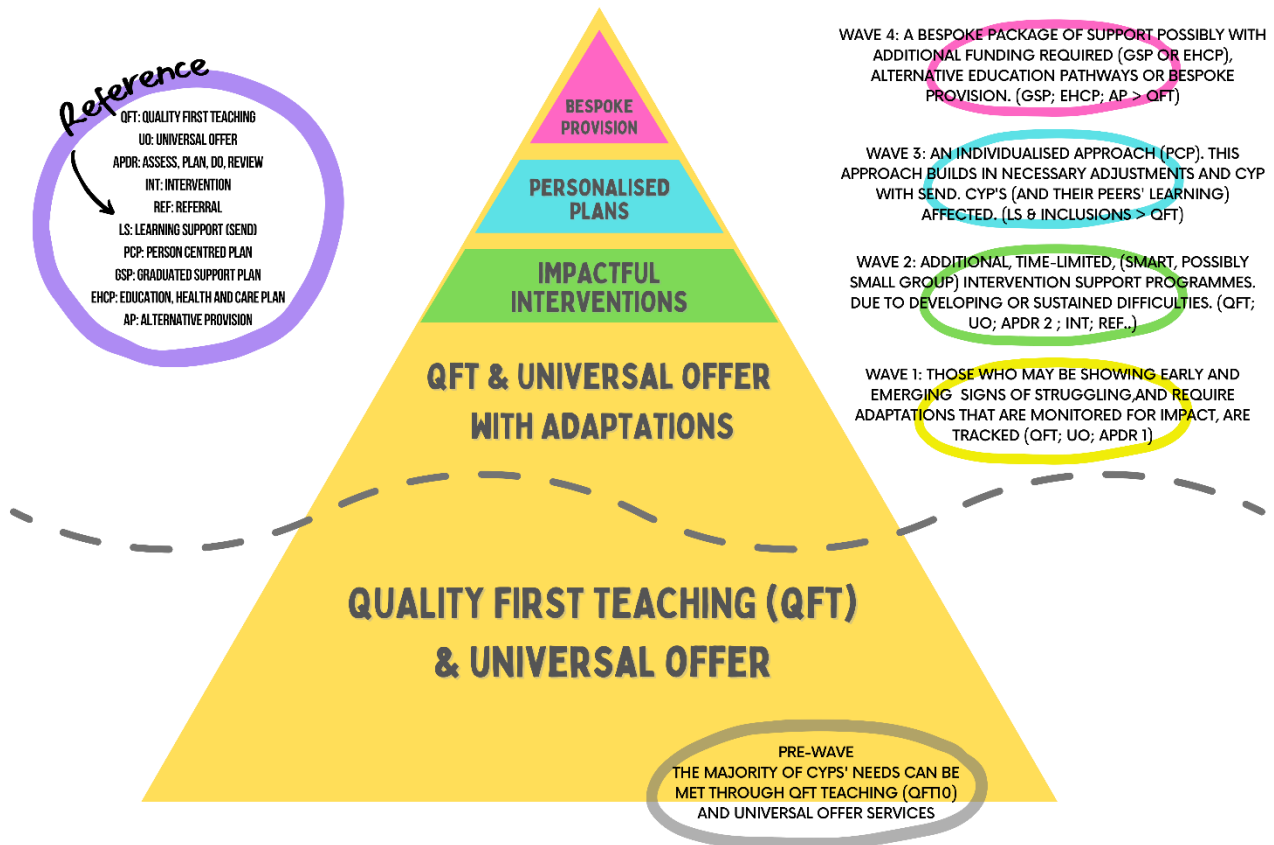 Reference
QFT: QUALITY FIRST TEACHING
UO: UNIVERSAL OFFER
APDR: ASSESS, PLAN, DO, REVIEW
INT: INTERVENTION
REF: REFERRAL
LS: LEARNING SUPPORT (SEND)
PCP: PERSON CENTRED PLAN
GSP: GRADUATED SUPPORT PLAN
EHCP: EDUCATION, HEALTH AND CARE PLAN
AP: ALTERNATIVE PROVISION
BESPOKE
PROVISION
PERSONALISED
PLANS
IMPACTFUL
INTERVENTIONS
QFT & UNIVERSAL OFFER
WITH ADAPTATIONS
QUALITY FIRST TEACHING (QFT)
& UNIVERSAL OFFER
WAVE 4: A BESPOKE PACKAGE OF SUPPORT POSSIBLY WITH
ADDITIONAL FUNDING REQUIRED (GSP OR EHCP),
ALTERNATIVE EDUCATION PATHWAYS OR BESPOKE
PROVISION. (GSP; EHCP; AP > QFT)
WAVE 3: AN INDIVIDUALISED APPROACH (PCP). THIS
APPROACH BUILDS IN NECESSARY ADJUSTMENTS AND CYP
WITH SEND. CYP'S (AND THEIR PEERS' LEARNING)
AFFECTED. (LS & INCLUSIONS > QFT)
WAVE 2: ADDITIONAL, TIME-LIMITED, (SMART, POSSIBLY
SMALL GROUP) INTERVENTION SUPPORT PROGRAMMES.
DUE TO DEVELOPING OR SUSTAINED DIFFICULTIES. (QFT;
UO; APDR 2 ; INT; REF..)
WAVE 1: THOSE WHO MAY BE SHOWING EARLY AND
EMERGING SIGNS OF STRUGGLING,AND REQUIRE
ADAPTATIONS THAT ARE MONITORED FOR IMPACT, ARE
TRACKED (QFT; UO; APDR 1)
PRE-WAVE
THE MAJORITY OF CYPS' NEEDS CAN BE
MET THROUGH QFT TEACHING (QFT10)
AND UNIVERSAL OFFER SERVICES